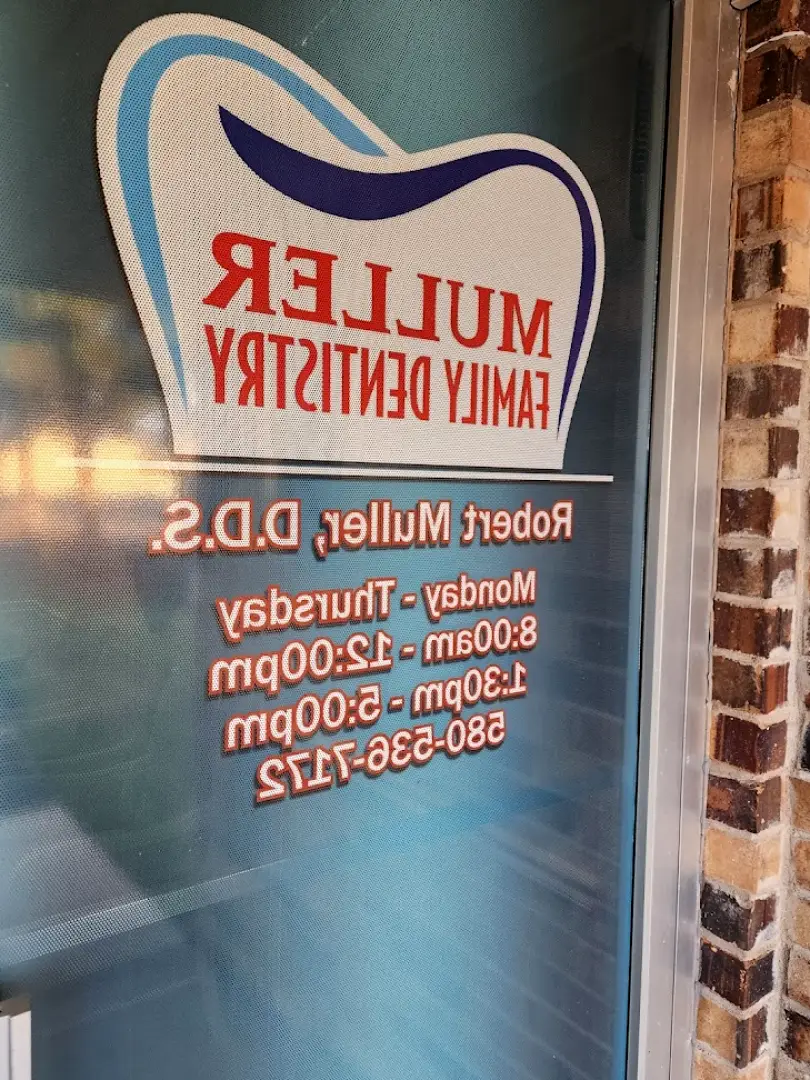 MULLER
FAMILY DENTISTRY
Robert Muller, D.D.S.
Monday - Thursday
8:00am - 12:00pm
1:30pm - 5:00pm
580-536-7172